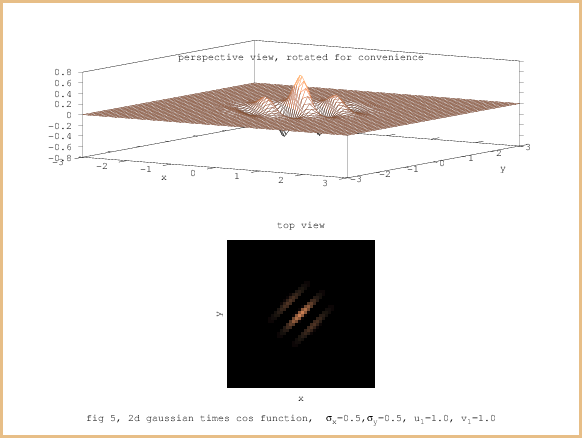 perspective view, rotated for convenience
0.8
0.6
0.4
0.2
0
-0.2
-0.4
-0.6
-0.8
-3 -2 -1 0 1 2 3
x
-3 -2 -1 0 1 2 3
y
top view
y
x
fig 5, 2d gaussian times cos function, σx=0.5,σy=0.5, u1=1.0, v1=1.0